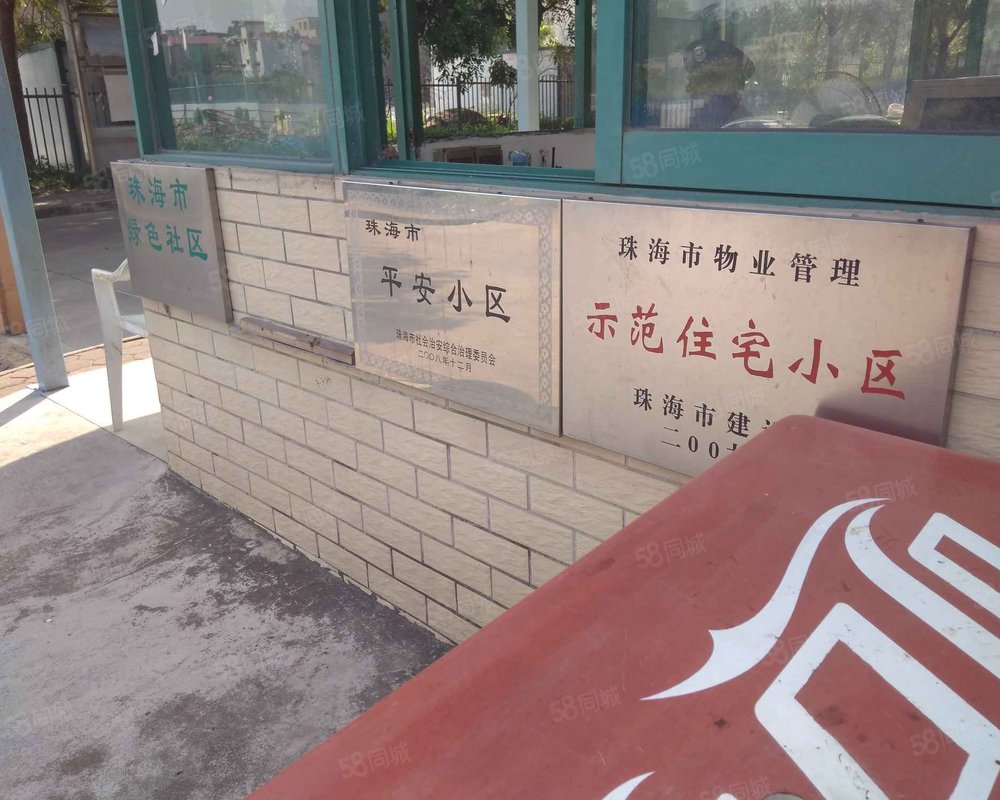 珠海市
绿色社区
珠海市
平安小区
珠海市社会治安综合治理委员会
二〇〇八年十二月
珠海市物业管理
示范住宅小区
珠海市建
二00
58同城